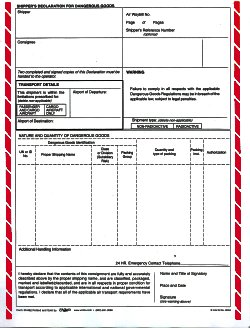 SHIPPER'S DECLARATION FOR DANGEROUS GOODS
Shipper
Air Waybill No.
Page of Pages
Shipper's Reference Number
(optional)
Consignee
Two completed and signed copies of this Declaration must be
handed to the operator.
WARNING
TRANSPORT DETAILS
This shipment is within the
limitations prescribed for:
(delete non-applicable)
Airport of Departure:
PASSENGER
AND CARGO
AIRCRAFT
CARGO
AIRCRAFT
ONLY
Failure to comply in all respects with the applicable
Dangerous Goods Regulations may be in breach of the
applicable law, subject to legal penalties.
Airport of Destination:
Shipment type: (delete non-applicable)
NON-RADIOACTIVE RADIOACTIVE
NATURE AND QUANTITY OF DANGEROUS GOODS
Dangerous Goods Identification
UN or ID
No.
Proper Shipping Name
Class
or Division
(Subsidiary
Risk)
Packing
Group
Quantity and
type of packing
Packing
Inst.
Authorization
Additional Handling Information
24 HR. Emergency Contact Telephone
I hereby declare that the contents of this consignment are fully and accurately
described above by the proper shipping name, and are classified, packaged,
marked and labelled/placarded, and are in all respects in proper condition for
transport according to applicable international and national governmental
regulations. I declare that all of the applicable air transport requirements have
been met.
Name and Title of Signatory
Place and Date
Signature
(see warning above)